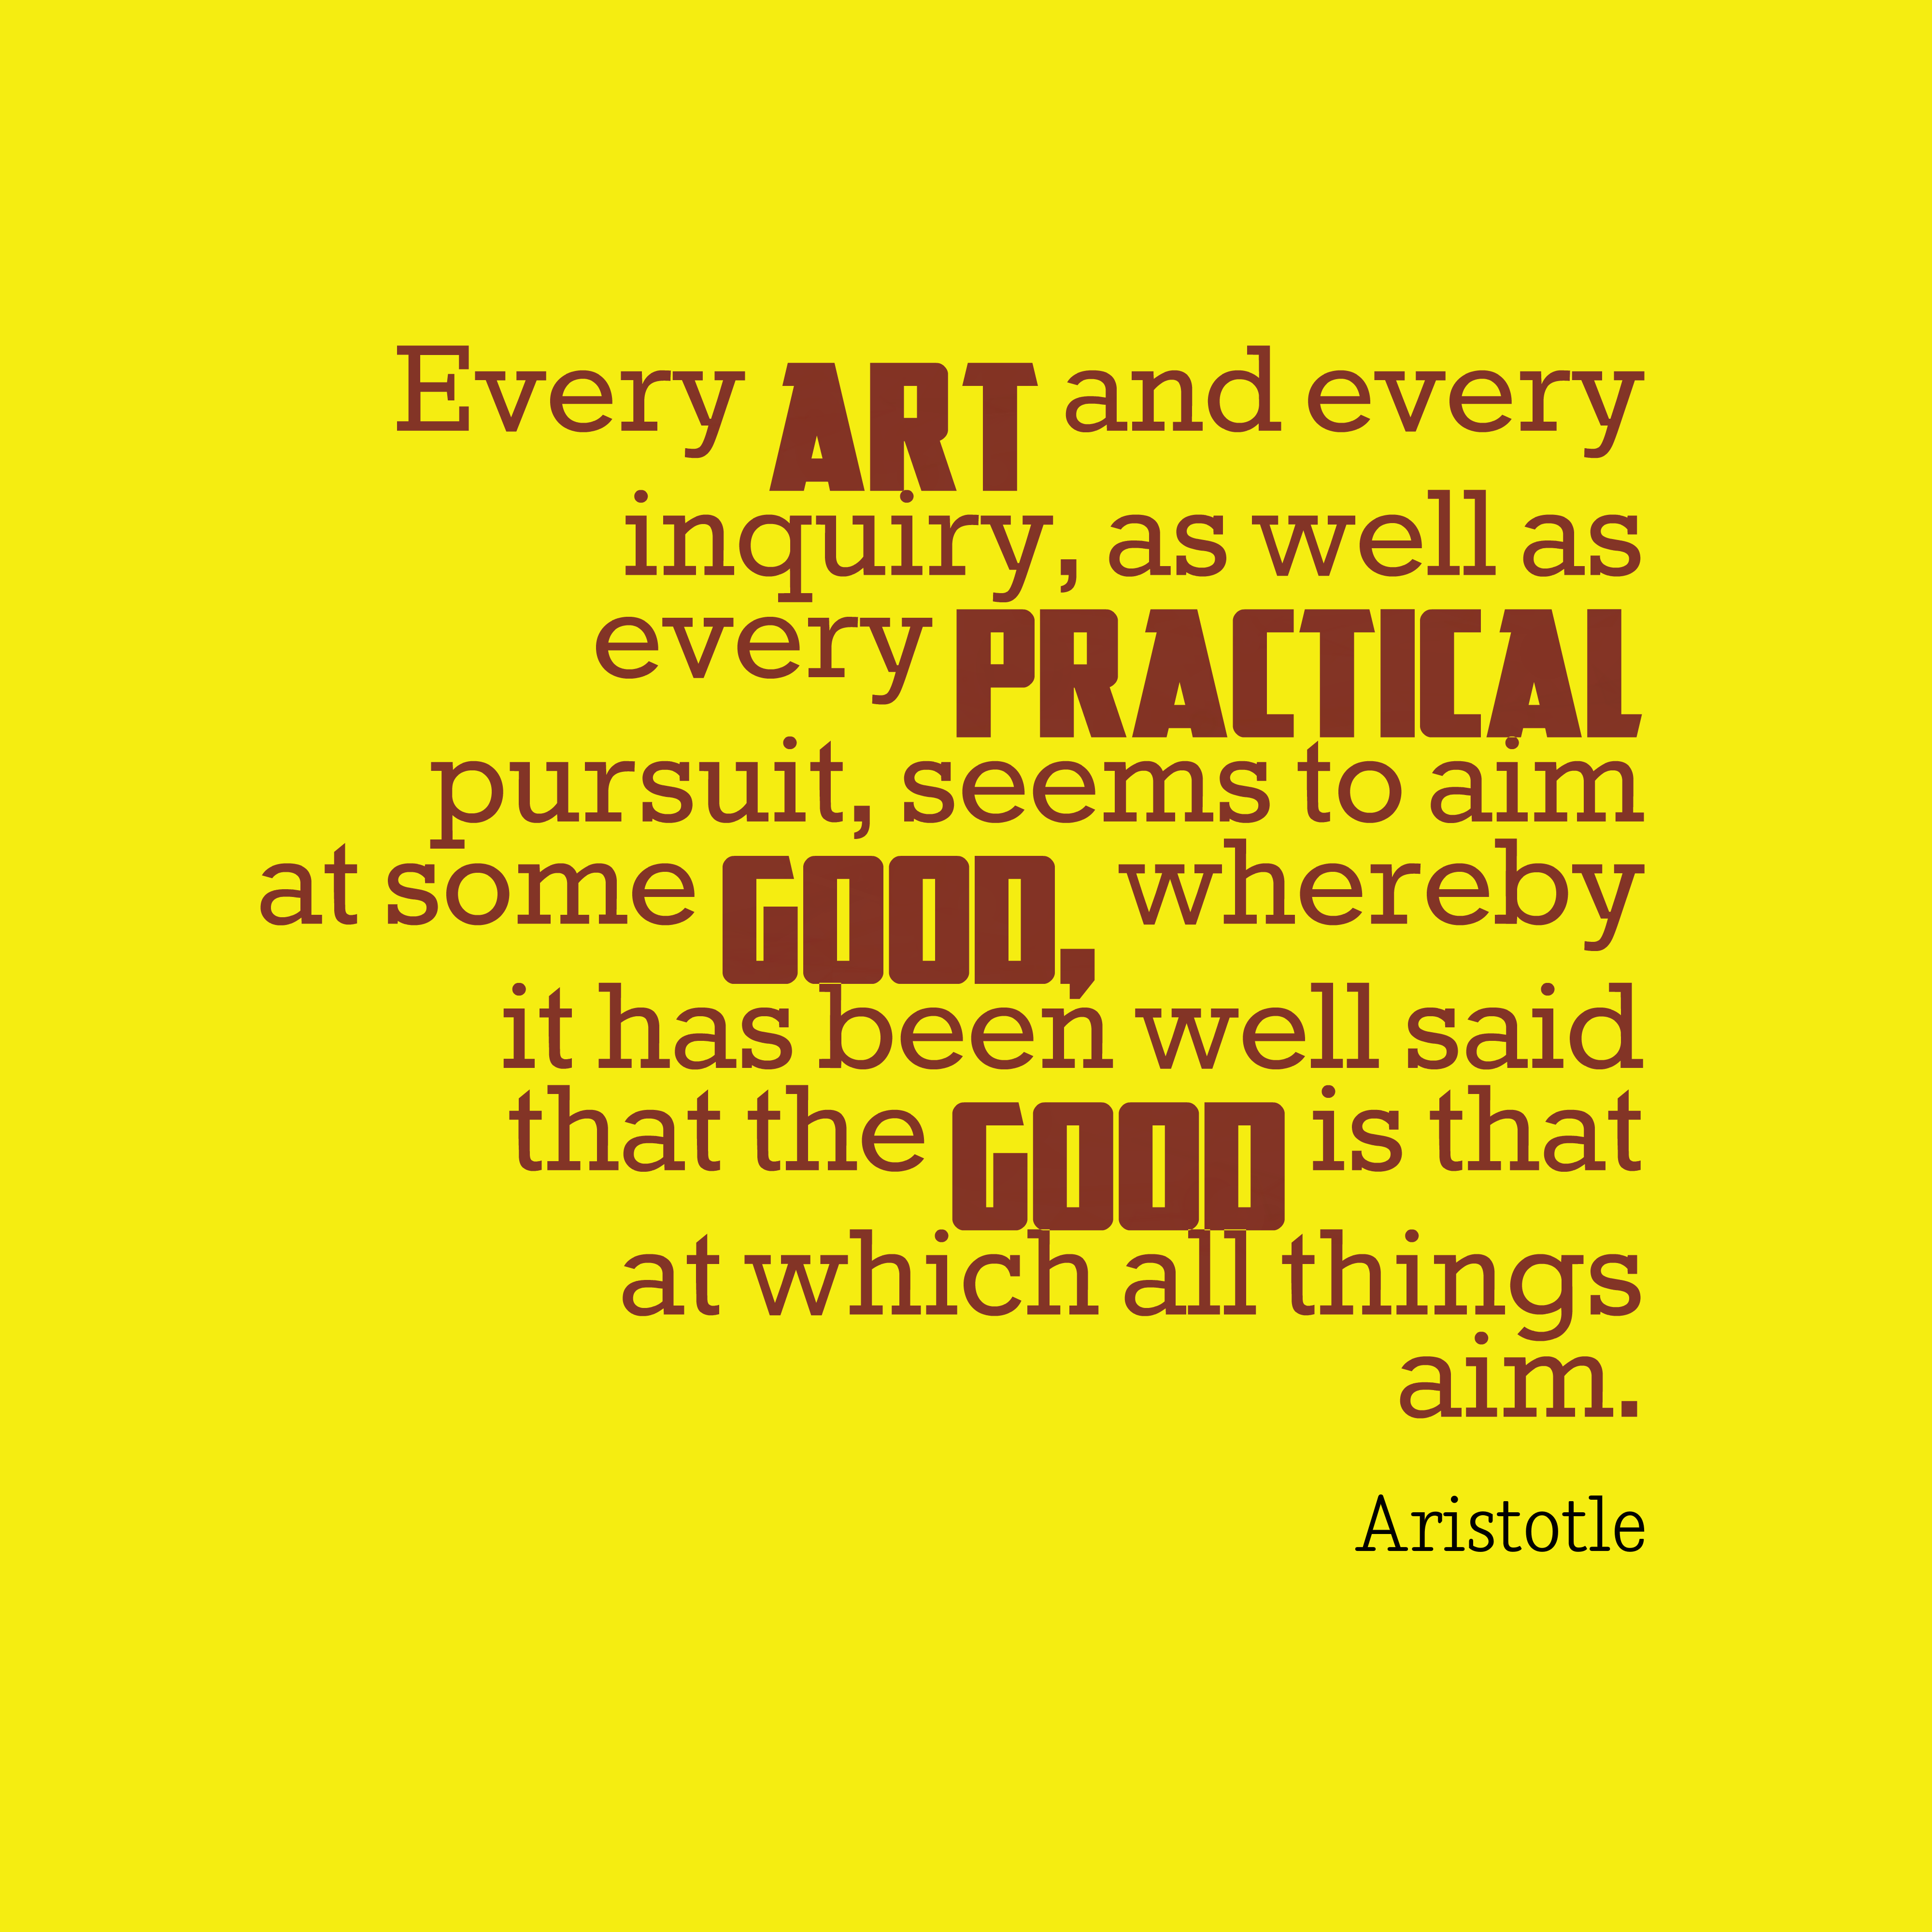 Every ART and every
inquiry, as well as
every PRACTICAL
pursuit, seems to aim
at some GOOD, whereby
it has been well said
that the GOOD is that
at which all things
aim.
Aristotle